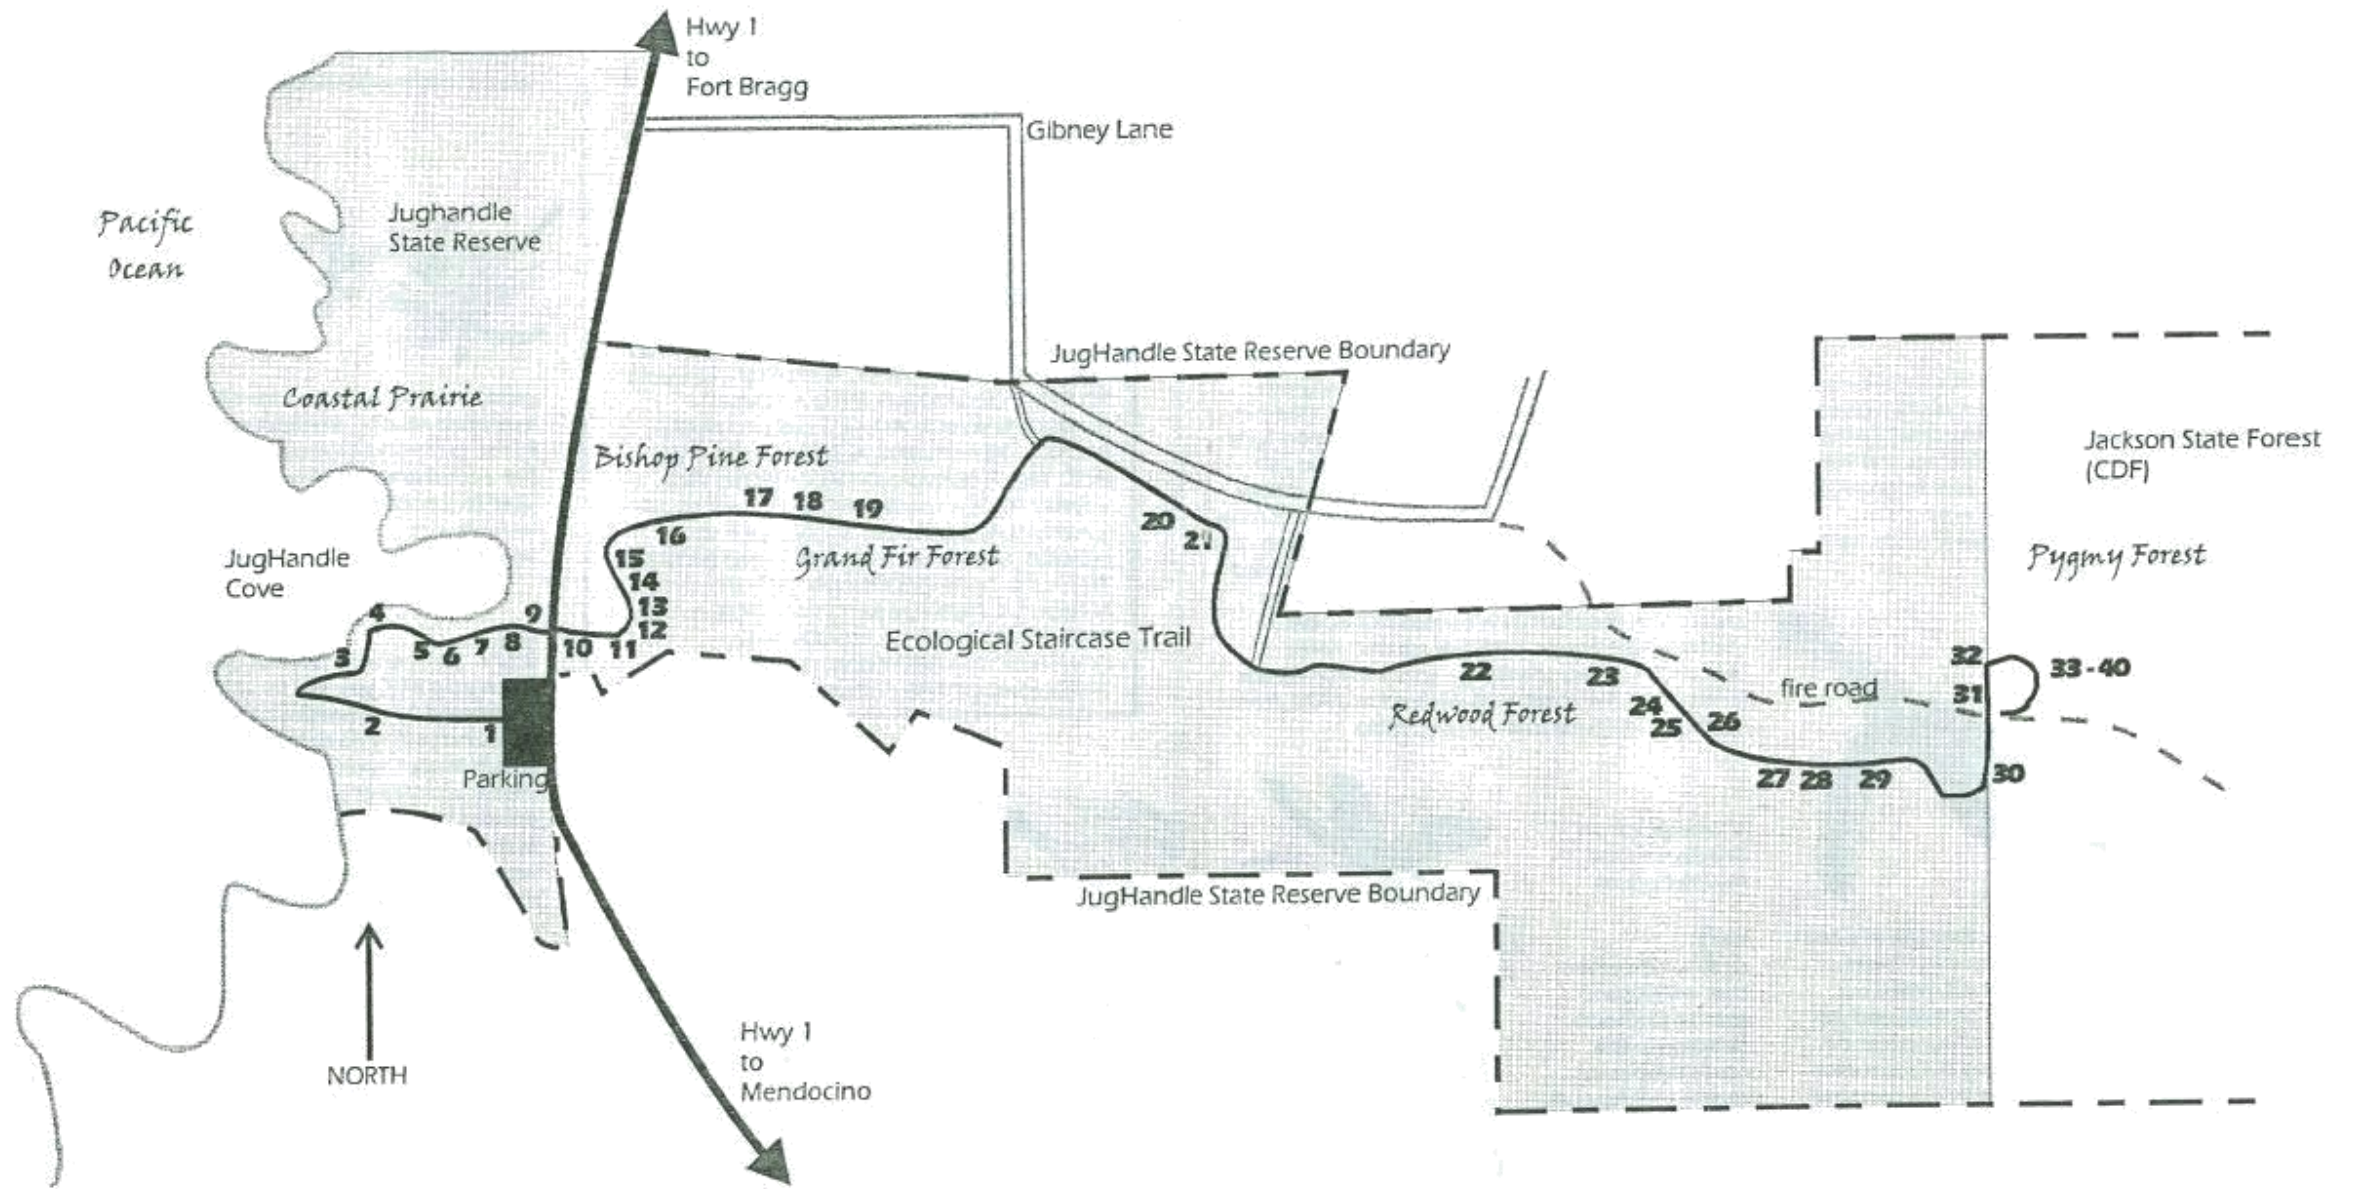 Hwy 1
to
Fort Bragg
Gibney Lane
Pacific
Ocean
Jughandle
State Reserve
JugHandle State Reserve Boundary
Coastal Prairie
Jackson State Forest
(CDF)
Bishop Pine Forest
17 18 19
16
20
21
JugHandle
Cove
15
14
13
12
Grand Fir Forest
Pygmy Forest
4
9
3
5
6
7
8
10
11
Ecological Staircase Trail
22
23
24
25
26
Redwood Forest
fire road
32
31
33-40
2
1
Parking
27 28 29
30
JugHandle State Reserve Boundary
NORTH
Hwy 1
to
Mendocino